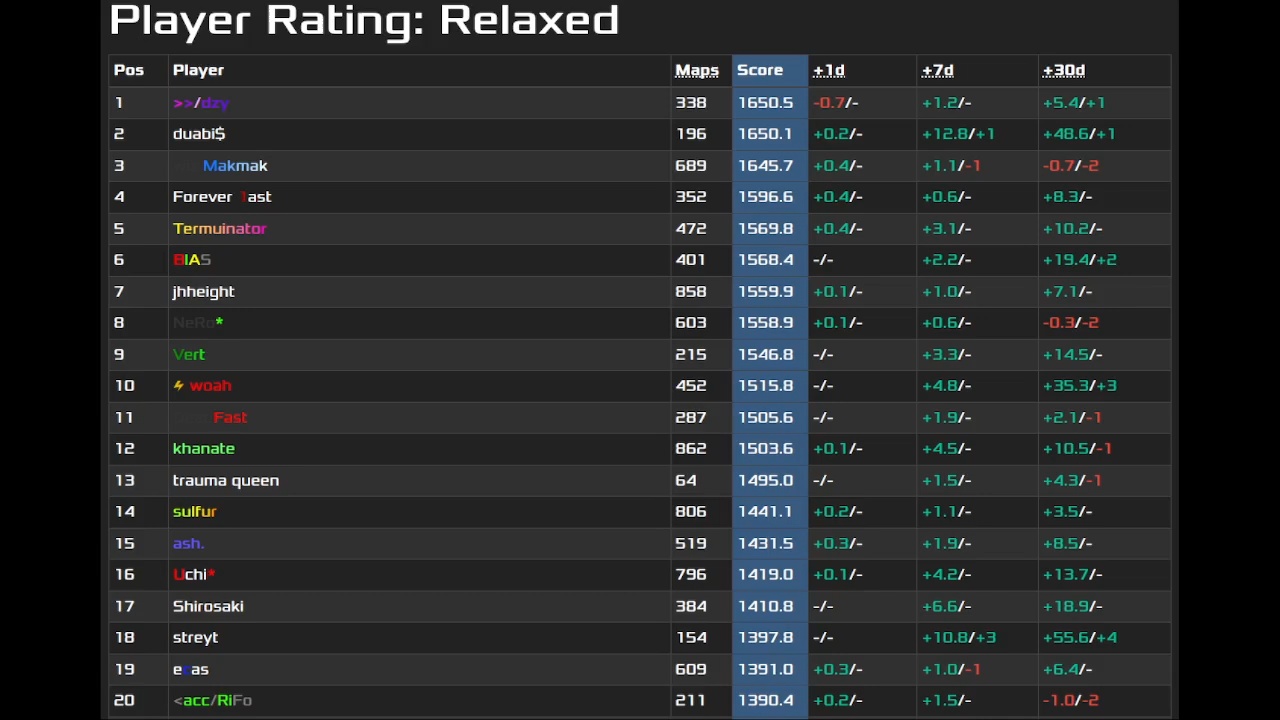 Player Rating: Relaxed
Pos Player Maps Score +1d +7d +30d
1 >>/dzy 338 1650.5 -0.7/- +1.2/- +5.4/+1
2 duabi$ 196 1650.1 +0.2/- +12.8/+1 +48.6/+1
3 Makmak 689 1645.7 +0.4/- +1.1/-1 -0.7/-2
4 Forever 1ast 352 1596.6 +0.4/- +0.6/- +8.3/-
5 Termuinator 472 1569.8 +0.4/- +3.1/- +10.2/-
6 BIAS 401 1568.4 -/- +2.2/- +19.4/+2
7 jhheight 858 1559.9 +0.1/- +1.0/- +7.1/-
8 NeRo* 603 1558.9 +0.1/- +0.6/- -0.3/-2
9 Vert 215 1546.8 -/- +3.3/- +14.5/-
10 ⚡ woah 452 1515.8 -/- +4.8/- +35.3/+3
11 Fast 287 1505.6 -/- +1.9/- +2.1/-1
12 khanate 862 1503.6 +0.1/- +4.5/- +10.5/-1
13 trauma queen 64 1495.0 -/- +1.5/- +4.3/-1
14 sulfur 806 1441.1 +0.2/- +1.1/- +3.5/-
15 ash. 519 1431.5 +0.3/- +1.9/- +8.5/-
16 Uchi* 796 1419.0 +0.1/- +4.2/- +13.7/-
17 Shirosaki 384 1410.8 -/- +6.6/- +18.9/-
18 streyt 154 1397.8 -/- +10.8/+3 +55.6/+4
19 eras 609 1391.0 +0.3/- +1.0/-1 +6.4/-
20 <acc/RiFo 211 1390.4 +0.2/- +1.5/- -1.0/-2